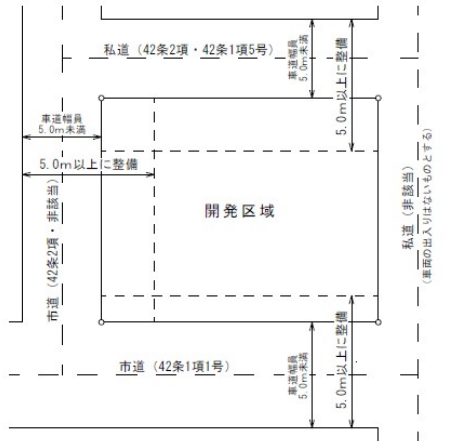 私道（42条2項・42条1項5号）
車道幅員
5.0m未満
5.0m以上に整備
車道幅員
5.0m未満
5.0m以上に整備
市道（42条2項・非該当）
開発区域
私道（非該当）
（車両の出入りはないものとする）
市道（42条1項1号）
車道幅員
5.0m未満
5.0m以上に整備